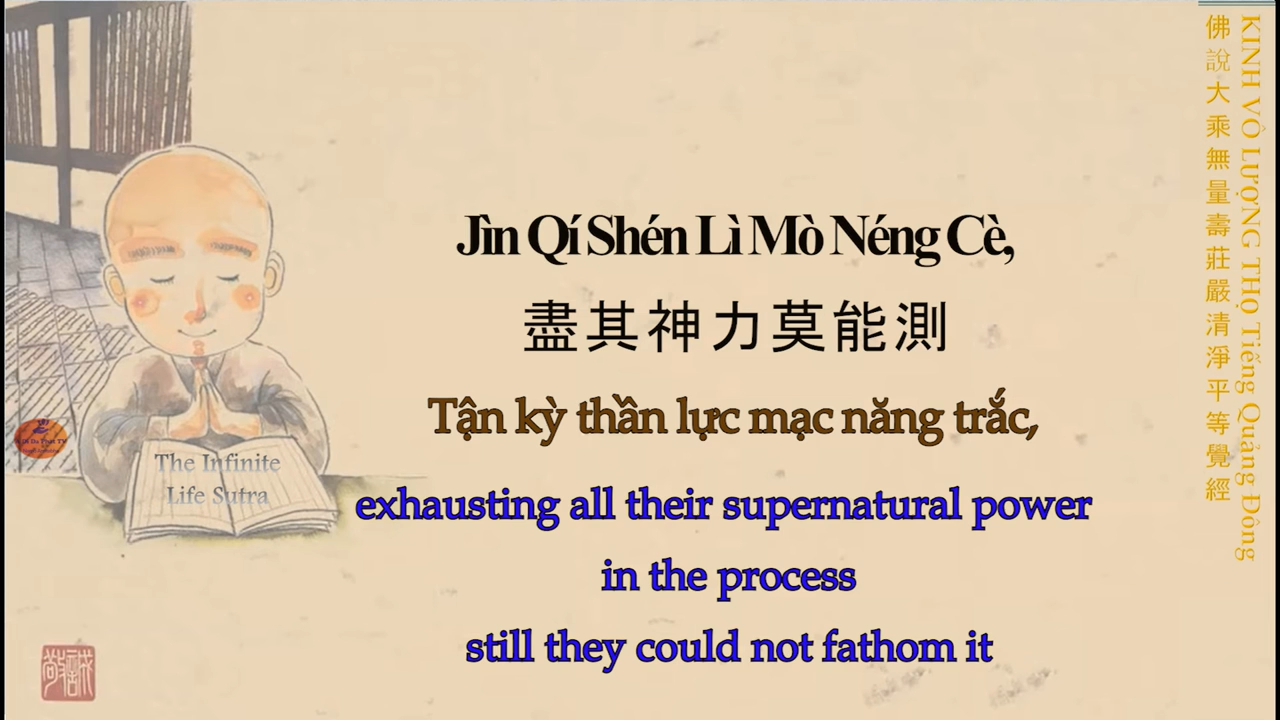 Jìn Qí Shén Lì Mò Néng Cè,
盡其神力莫能測
Tận kỳ thần lực mạc năng trắc,
exhausting all their supernatural power
in the process
still they could not fathom it
The Infinite
Life Sutra
KINH VÔ LƯỢNG THỌ Tiếng Quảng Đông
佛說大乘無量壽莊嚴清淨平等覺經